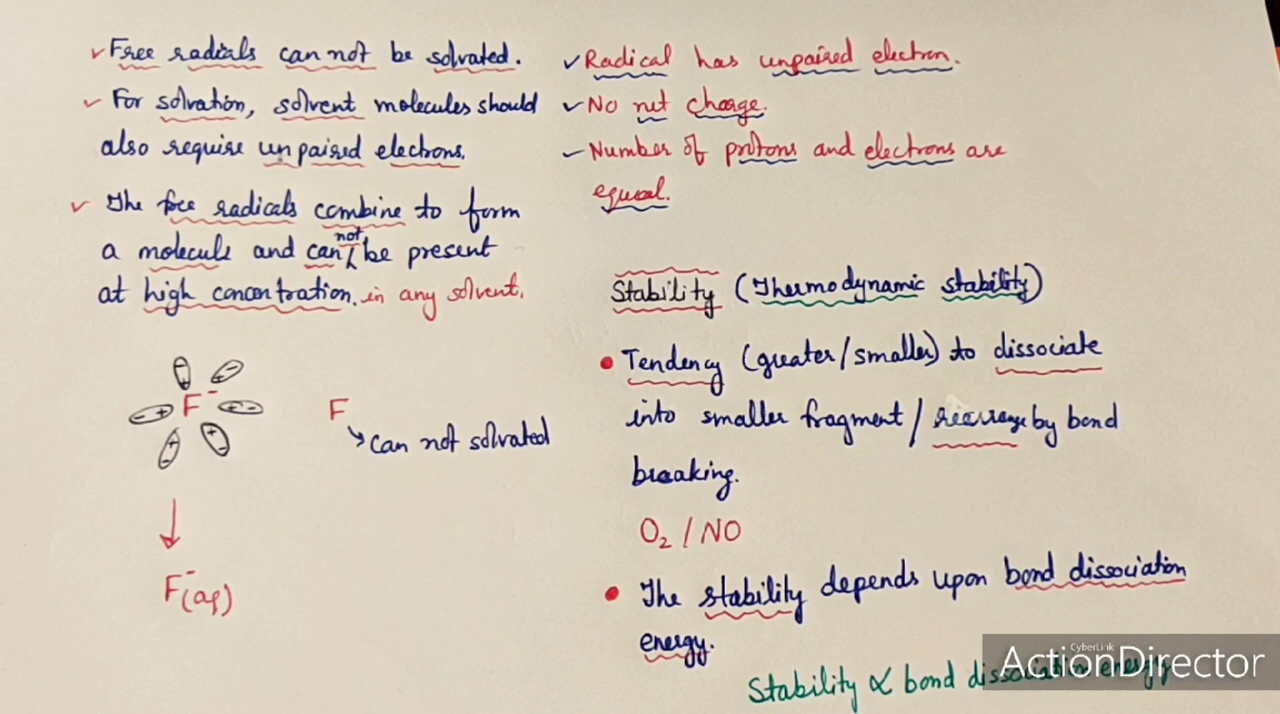 Free radials can not be solvated.
For solvation, solvent molecules should
also require unpaired electrons.
The free radicals combine to form
a molecule and can not be present
at high concentration. in any solvent.
- +
- +
- +
F-
+ -
+ -
+ -
F
can not solvated
F-(aq)
Radical has unpaired electron.
No net charge.
Number of protons and electrons are
equal.
Stability (Thermodynamic stability)
• Tendency (greater/smaller) to dissociate
into smaller fragment / rearrage by bond
breaking.
O2 / NO
• The stability depends upon bond dissociation
energy.
Stability ∝ bond dissociation energy
CyberLink
ActionDirector